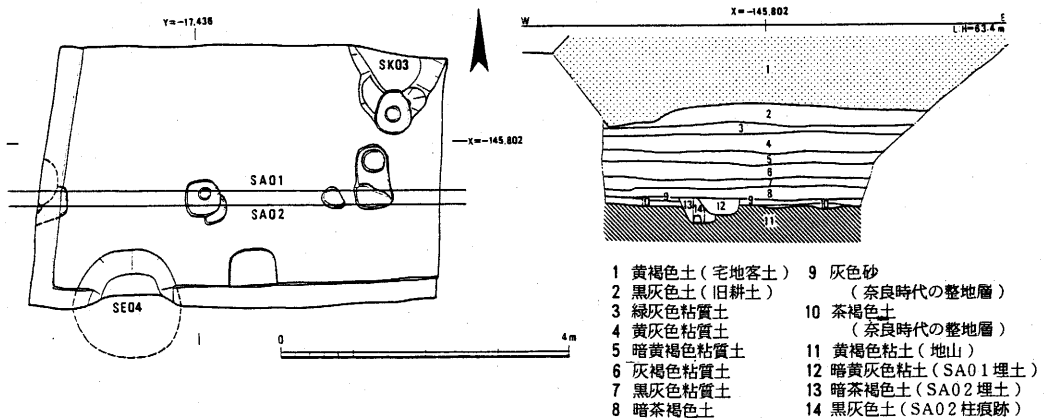 Y=-17,436
SK03
X=-145,802
SA01
SA02
SE04
0
4m
X=-145,802
W
E
L:H=63.4m
1
2
3
4
5
6
7
8
9
9
10
10
11
12
13
14
1 黄褐色土(宅地客土)
2 黒灰色土(旧耕土)
3 緑灰色粘質土
4 黄灰色粘質土
5 暗黄褐色粘質土
6 灰褐色粘質土
7 黒灰色粘質土
8 暗茶褐色土
9 灰色砂
(奈良時代の整地層)
10 茶褐色土
(奈良時代の整地層)
11 黄褐色粘土(地山)
12 暗黄灰色粘土(SA01埋土)
13 暗茶褐色土(SA02埋土)
14 黒灰色土(SA02柱痕跡)